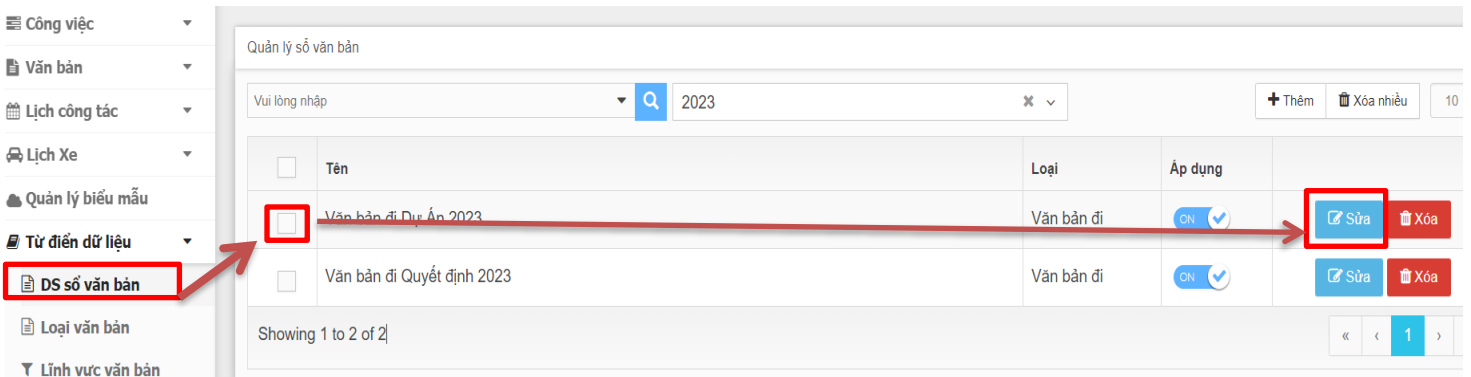 Công việc
Văn bản
Lịch công tác
Lịch Xe
Quản lý biểu mẫu
Từ điển dữ liệu
DS sổ văn bản
Loại văn bản
Lĩnh vực văn bản
Quản lý sổ văn bản
Vui lòng nhập 2023 Thêm Xóa nhiều 10
Tên Loại Áp dụng
Văn bản đi Dự Án 2023 Văn bản đi ON Sửa Xóa
Văn bản đi Quyết định 2023 Văn bản đi ON Sửa Xóa
Showing 1 to 2 of 2 « ‹ 1 ›